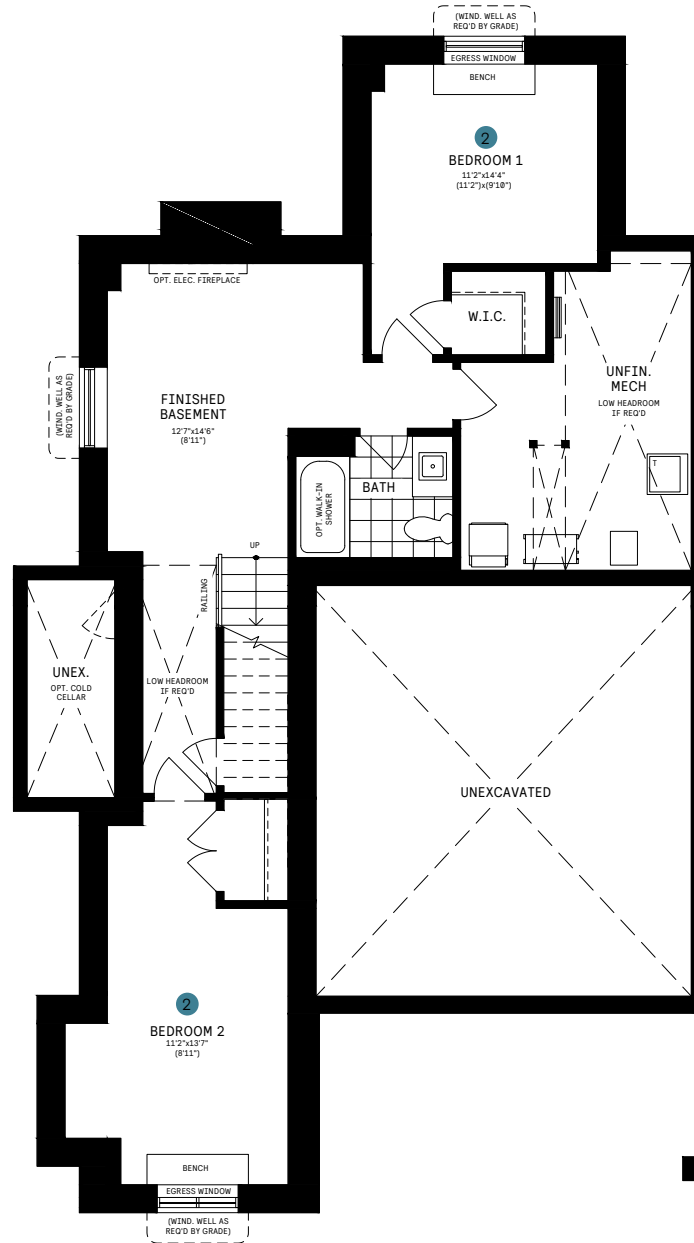 (WIND. WELL AS
REQ'D BY GRADE)
EGRESS WINDOW
BENCH
2
BEDROOM 1
11'2"x14'4"
(11'2")x(9'10")
OPT. ELEC. FIREPLACE
W.I.C.
(WIND. WELL AS
REQ'D BY GRADE)
FINISHED
BASEMENT
12'7"x14'6"
(8'11")
UNFIN.
MECH
LOW HEADROOM
IF REQ'D
T
BATH
OPT. WALK-IN
SHOWER
UP
RAILING
UNEX.
OPT. COLD
CELLAR
LOW HEADROOM
IF REQ'D
UNEXCAVATED
2
BEDROOM 2
11'2"x13'7"
(8'11")
BENCH
EGRESS WINDOW
(WIND. WELL AS
REQ'D BY GRADE)